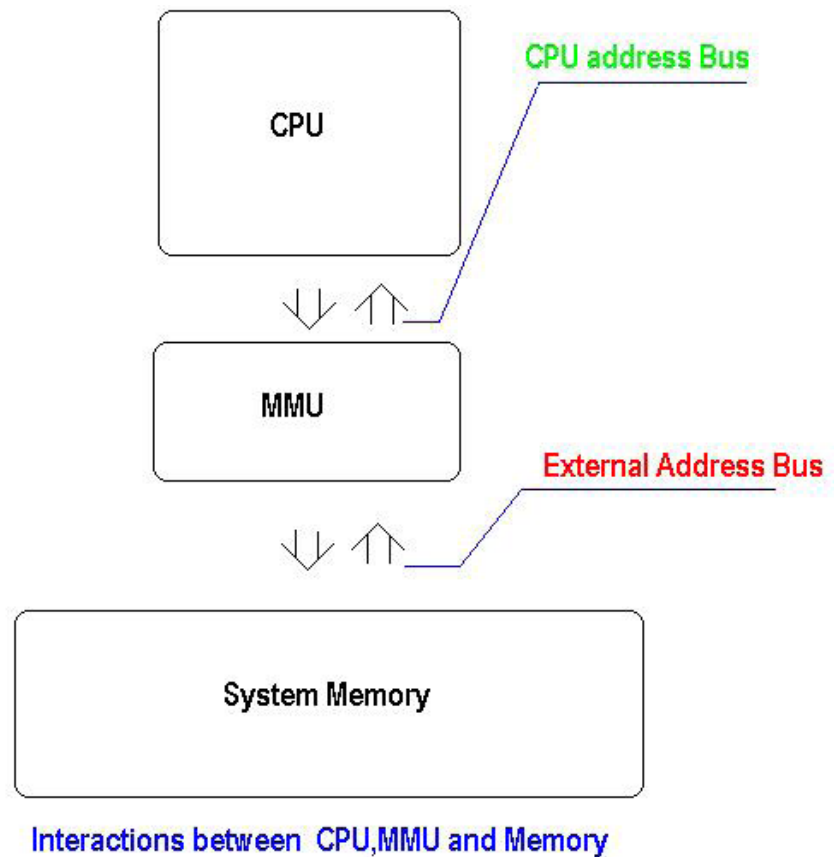 CPU address Bus
CPU
MMU
External Address Bus
System Memory
Interactions between CPU,MMU and Memory